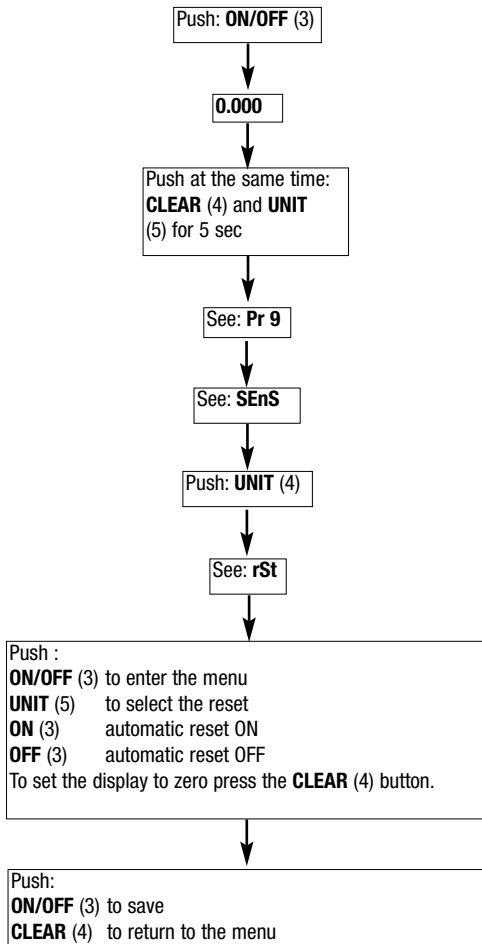 Push: ON/OFF (3)
0.000
Push at the same time:
CLEAR (4) and UNIT
(5) for 5 sec
See: Pr 9
See: SEnS
Push: UNIT (4)
See: rSt
Push :
ON/OFF (3) to enter the menu
UNIT (5) to select the reset
ON (3) automatic reset ON
OFF (3) automatic reset OFF
To set the display to zero press the CLEAR (4) button.
Push:
ON/OFF (3) to save
CLEAR (4) to return to the menu